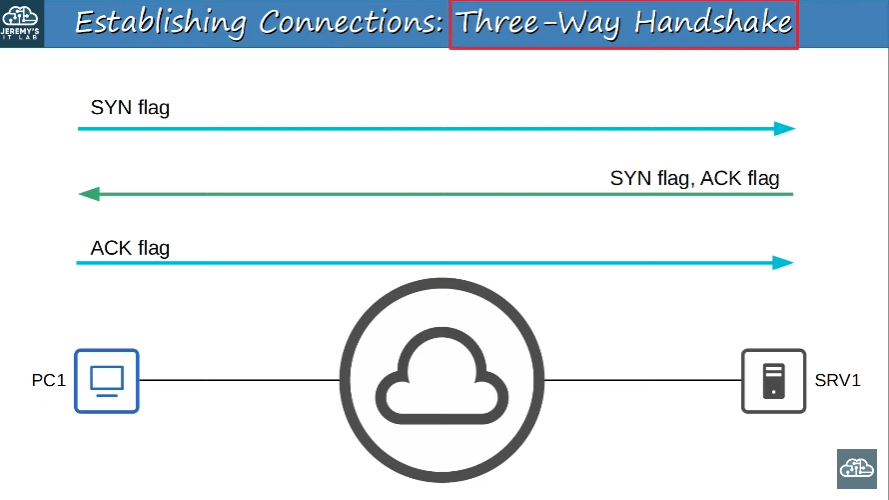 JEREMY'S
IT LAB
Establishing Connections: Three-Way Handshake
SYN flag
SYN flag, ACK flag
ACK flag
PC1
SRV1